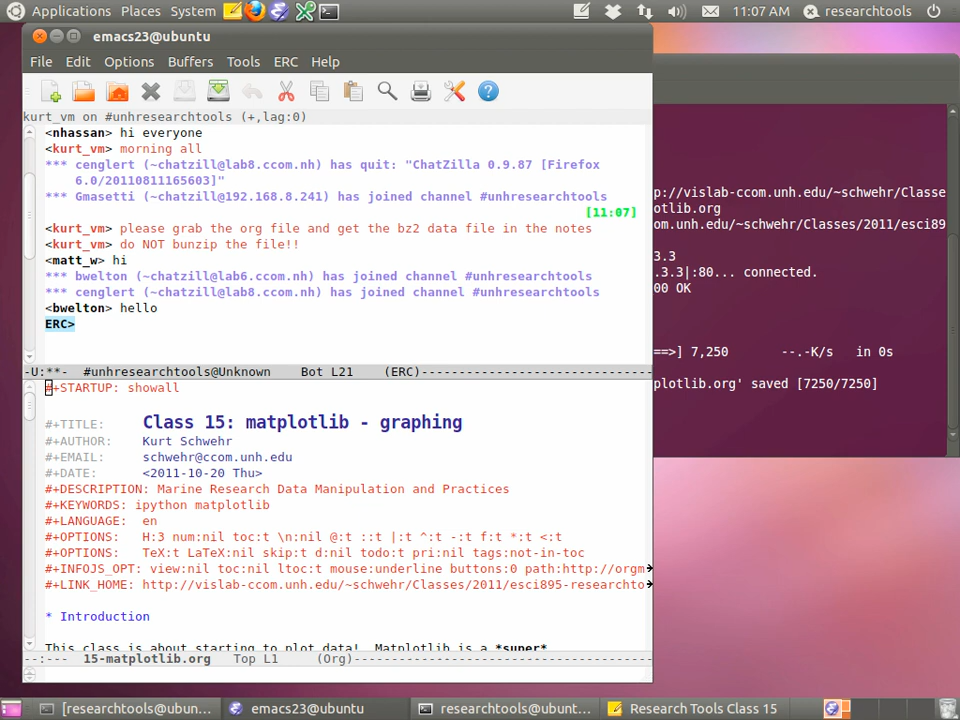 Applications Places System 11:07 AM researchtools
emacs23@ubuntu
File Edit Options Buffers Tools ERC Help
kurt_vm on #unhresearchtools (+,lag:0)
<nhassan> hi everyone
<kurt_vm> morning all
*** cenglert (~chatzill@lab8.ccom.nh) has quit: "ChatZilla 0.9.87 [Firefox
6.0/20110811165603]"
*** Gmasetti (~chatzill@192.168.8.241) has joined channel #unhresearchtools
[11:07]
<kurt_vm> please grab the org file and get the bz2 data file in the notes
<kurt_vm> do NOT bunzip the file!!
<matt_w> hi
*** bwelton (~chatzill@lab6.ccom.nh) has joined channel #unhresearchtools
*** cenglert (~chatzill@lab8.ccom.nh) has joined channel #unhresearchtools
<bwelton> hello
ERC>
-U:**- #unhresearchtools@Unknown Bot L21 (ERC)
#+STARTUP: showall
#+TITLE: Class 15: matplotlib - graphing
#+AUTHOR: Kurt Schwehr
#+EMAIL: schwehr@ccom.unh.edu
#+DATE: <2011-10-20 Thu>
#+DESCRIPTION: Marine Research Data Manipulation and Practices
#+KEYWORDS: ipython matplotlib
#+LANGUAGE: en
#+OPTIONS: H:3 num:nil toc:t \n:nil @:t ::t |:t ^:t -:t f:t *:t <:t
#+OPTIONS: TeX:t LaTeX:nil skip:t d:nil todo:t pri:nil tags:not-in-toc
#+INFOJS_OPT: view:nil toc:nil ltoc:t mouse:underline buttons:0 path:http://orgm
#+LINK_HOME: http://vislab-ccom.unh.edu/~schwehr/Classes/2011/esci895-researchto
* Introduction
This class is about starting to plot data! Matplotlib is a *super*
--:--- 15-matplotlib.org Top L1 (Org)
p://vislab-ccom.unh.edu/~schwehr/Classe
otlib.org
om.unh.edu/~schwehr/Classes/2011/esci89
3.3
.3.3|:80... connected.
00 OK
==>] 7,250 --.-K/s in 0s
plotlib.org' saved [7250/7250]
[researchtools@ubuntu... emacs23@ubuntu researchtools@ubunt... Research Tools Class 15